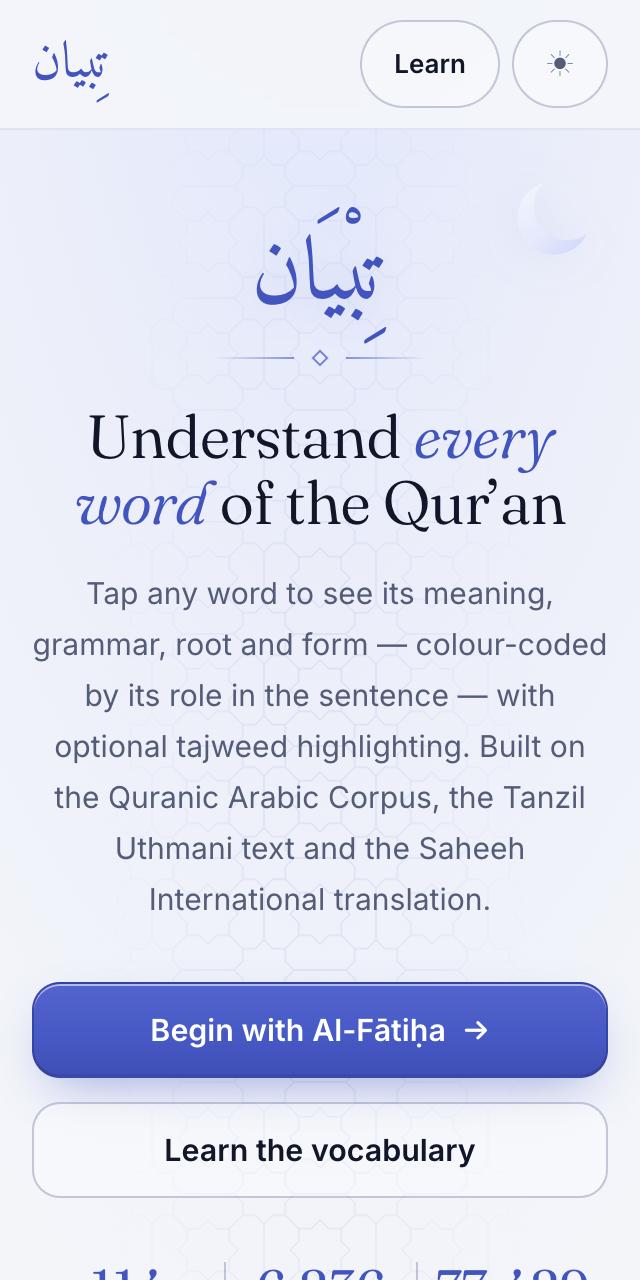 تِبيان
Learn
تِبْيَان
Understand every
word of the Qur’an
Tap any word to see its meaning,
grammar, root and form — colour-coded
by its role in the sentence — with
optional tajweed highlighting. Built on
the Quranic Arabic Corpus, the Tanzil
Uthmani text and the Saheeh
International translation.
Begin with Al-Fātiḥa →
Learn the vocabulary